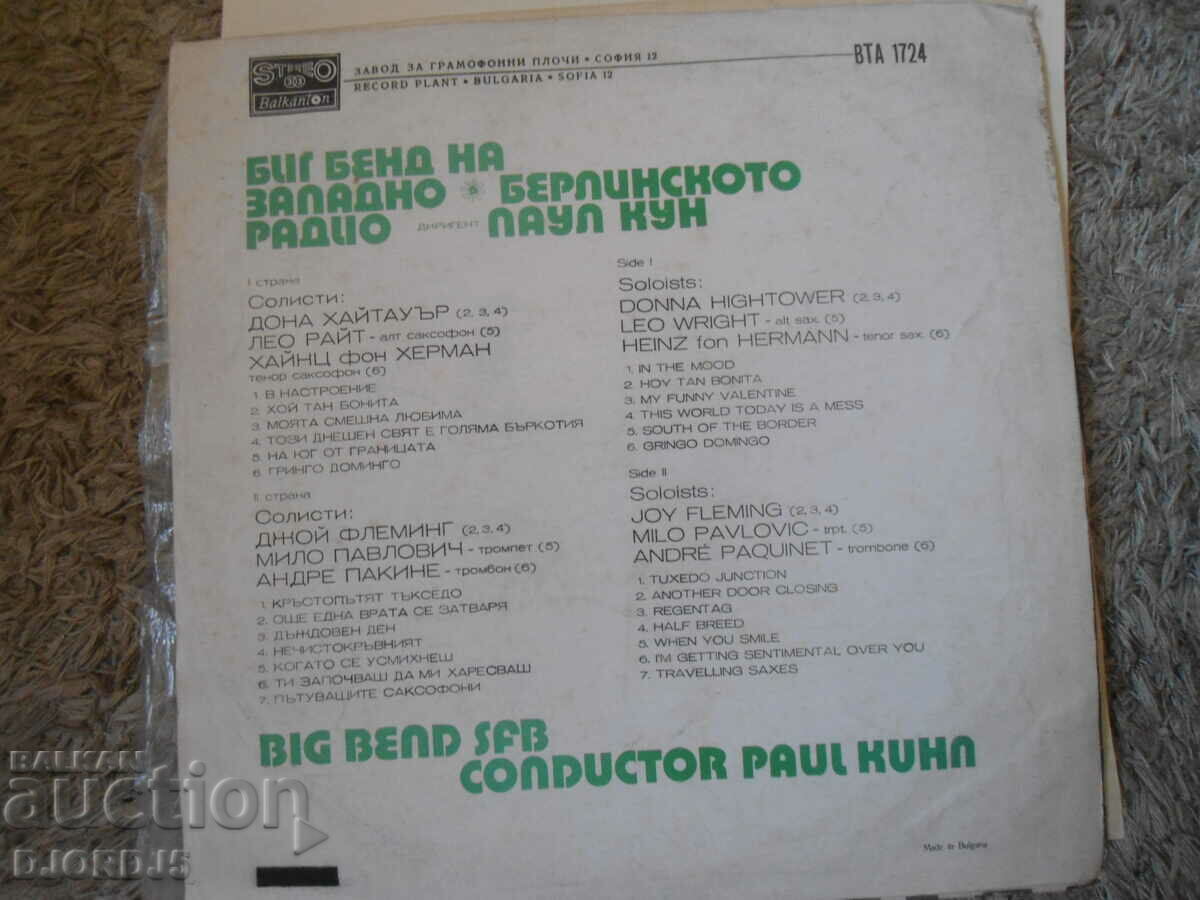 STEREO
Balkanton
ЗАВОД ЗА ГРАМОФОННИ ПЛОЧИ • СОФИЯ 12
RECORD PLANT • BULGARIA • SOFIA 12
ВТА 1724
БИГ БЕНД НА
ЗАПАДНО * БЕРЛИНСКОТО
РАДИО ДИРИГЕНТ ПАУЛ КУН
I страна
Солисти:
ДОНА ХАЙТАУЪР (2, 3, 4)
ЛЕО РАЙТ - алт саксофон (5)
ХАЙНЦ фон ХЕРМАН
тенор саксофон (6)
1. В НАСТРОЕНИЕ
2. ХОЙ ТАН БОНИТА
3. МОЯТА СМЕШНА ЛЮБИМА
4. ТОЗИ ДНЕШЕН СВЯТ Е ГОЛЯМА БЪРКОТИЯ
5. НА ЮГ ОТ ГРАНИЦАТА
6. ГРИНГО ДОМИНГО
Side I
Soloists:
DONNA HIGHTOWER (2, 3, 4)
LEO WRIGHT - alt sax. (5)
HEINZ fon HERMANN - tenor sax. (6)
1. IN THE MOOD
2. HOY TAN BONITA
3. MY FUNNY VALENTINE
4. THIS WORLD TODAY IS A MESS
5. SOUTH OF THE BORDER
6. GRINGO DOMINGO
II страна
Солисти:
ДЖОЙ ФЛЕМИНГ (2, 3, 4)
МИЛО ПАВЛОВИЧ - тромпет (5)
АНДРЕ ПАКИНЕ - тромбон (6)
1. КРЪСТОПЪТЯТ ТЪКСЕДО
2. ОЩЕ ЕДНА ВРАТА СЕ ЗАТВАРЯ
3. ДЪЖДОВЕН ДЕН
4. НЕЧИСТОКРЪВНИЯТ
5. КОГАТО СЕ УСМИХНЕШ
6. ТИ ЗАПОЧВАШ ДА МИ ХАРЕСВАШ
7. ПЪТУВАЩИТЕ САКСОФОНИ
Side II
Soloists:
JOY FLEMING (2, 3, 4)
MILO PAVLOVIC - trpt. (5)
ANDRÉ PAQUINET - trombone (6)
1. TUXEDO JUNCTION
2. ANOTHER DOOR CLOSING
3. REGENTAG
4. HALF BREED
5. WHEN YOU SMILE
6. I'M GETTING SENTIMENTAL OVER YOU
7. TRAVELLING SAXES
BIG BEND SFB
CONDUCTOR PAUL KUHN
Made in Bulgaria
BALKAN
auction
DJORDJ5